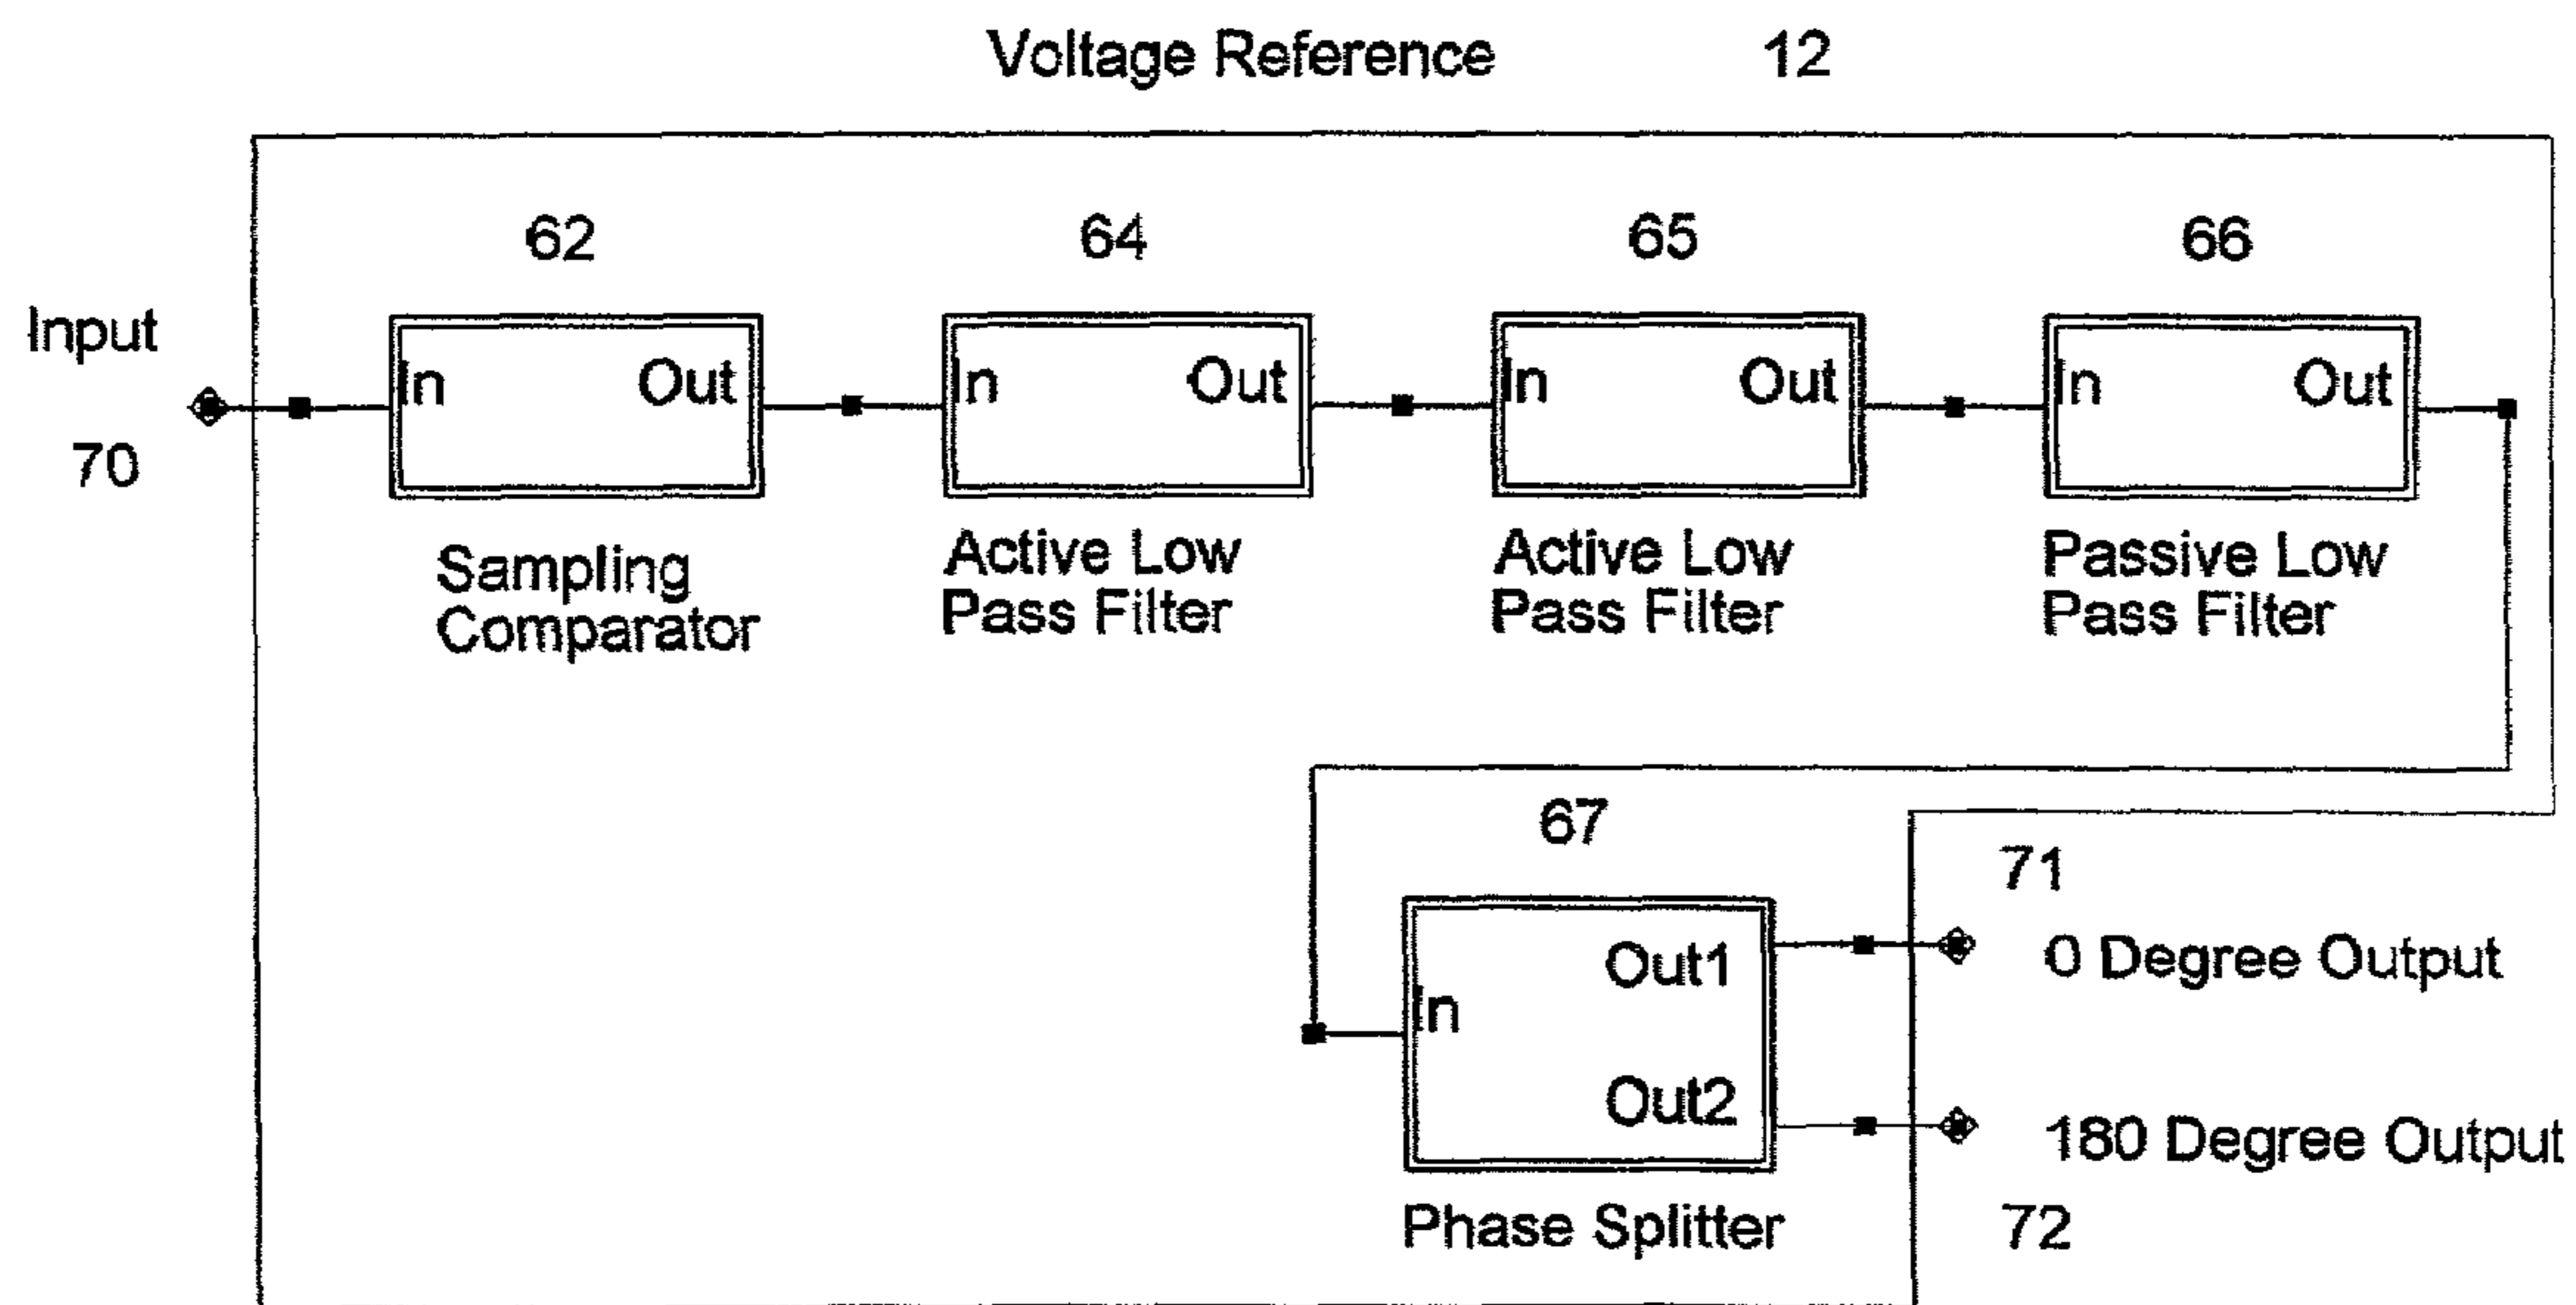 Voltage Reference 12
62 64 65 66
Input
In Out In Out In Out In Out
70
Sampling
Comparator
Active Low
Pass Filter
Active Low
Pass Filter
Passive Low
Pass Filter
67
71
Out1
0 Degree Output
In
Out2
180 Degree Output
Phase Splitter
72